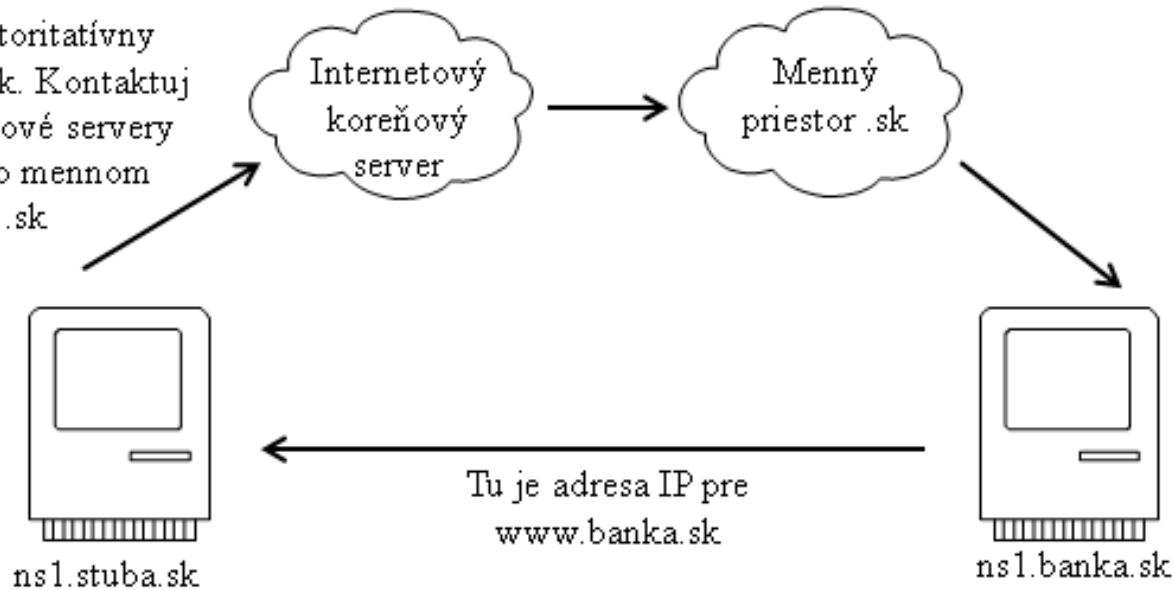 toritatívny
k. Kontaktuj
ové servery
o mennom
.sk
Internetový
koreňový
server
Menný
priestor .sk
Tu je adresa IP pre
www.banka.sk
ns1.stuba.sk
ns1.banka.sk